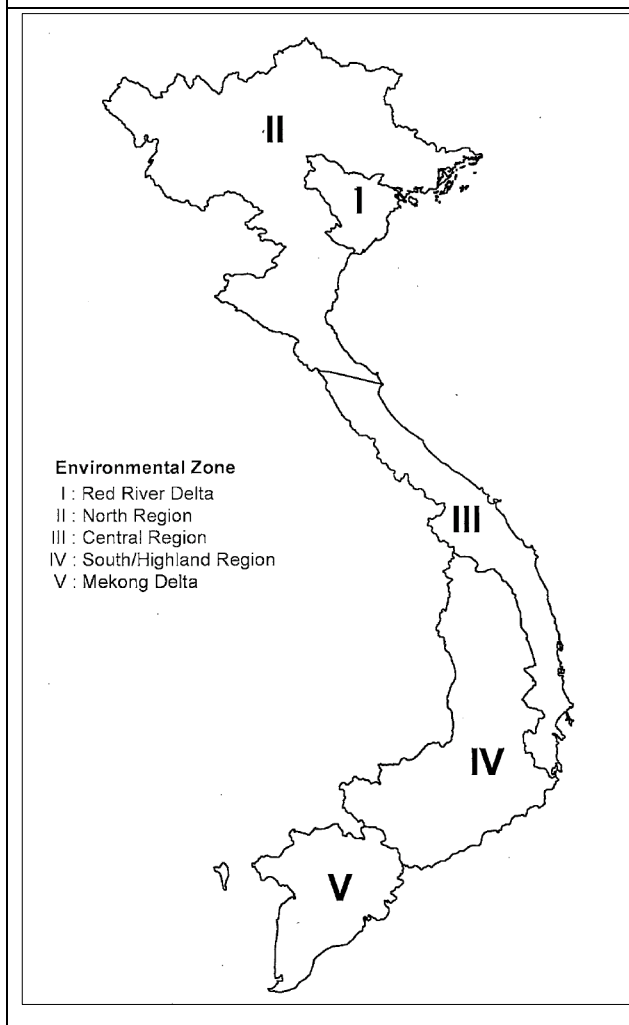 II
I
Environmental Zone
I : Red River Delta
II : North Region
III : Central Region
IV : South/Highland Region
V : Mekong Delta
III
IV
V